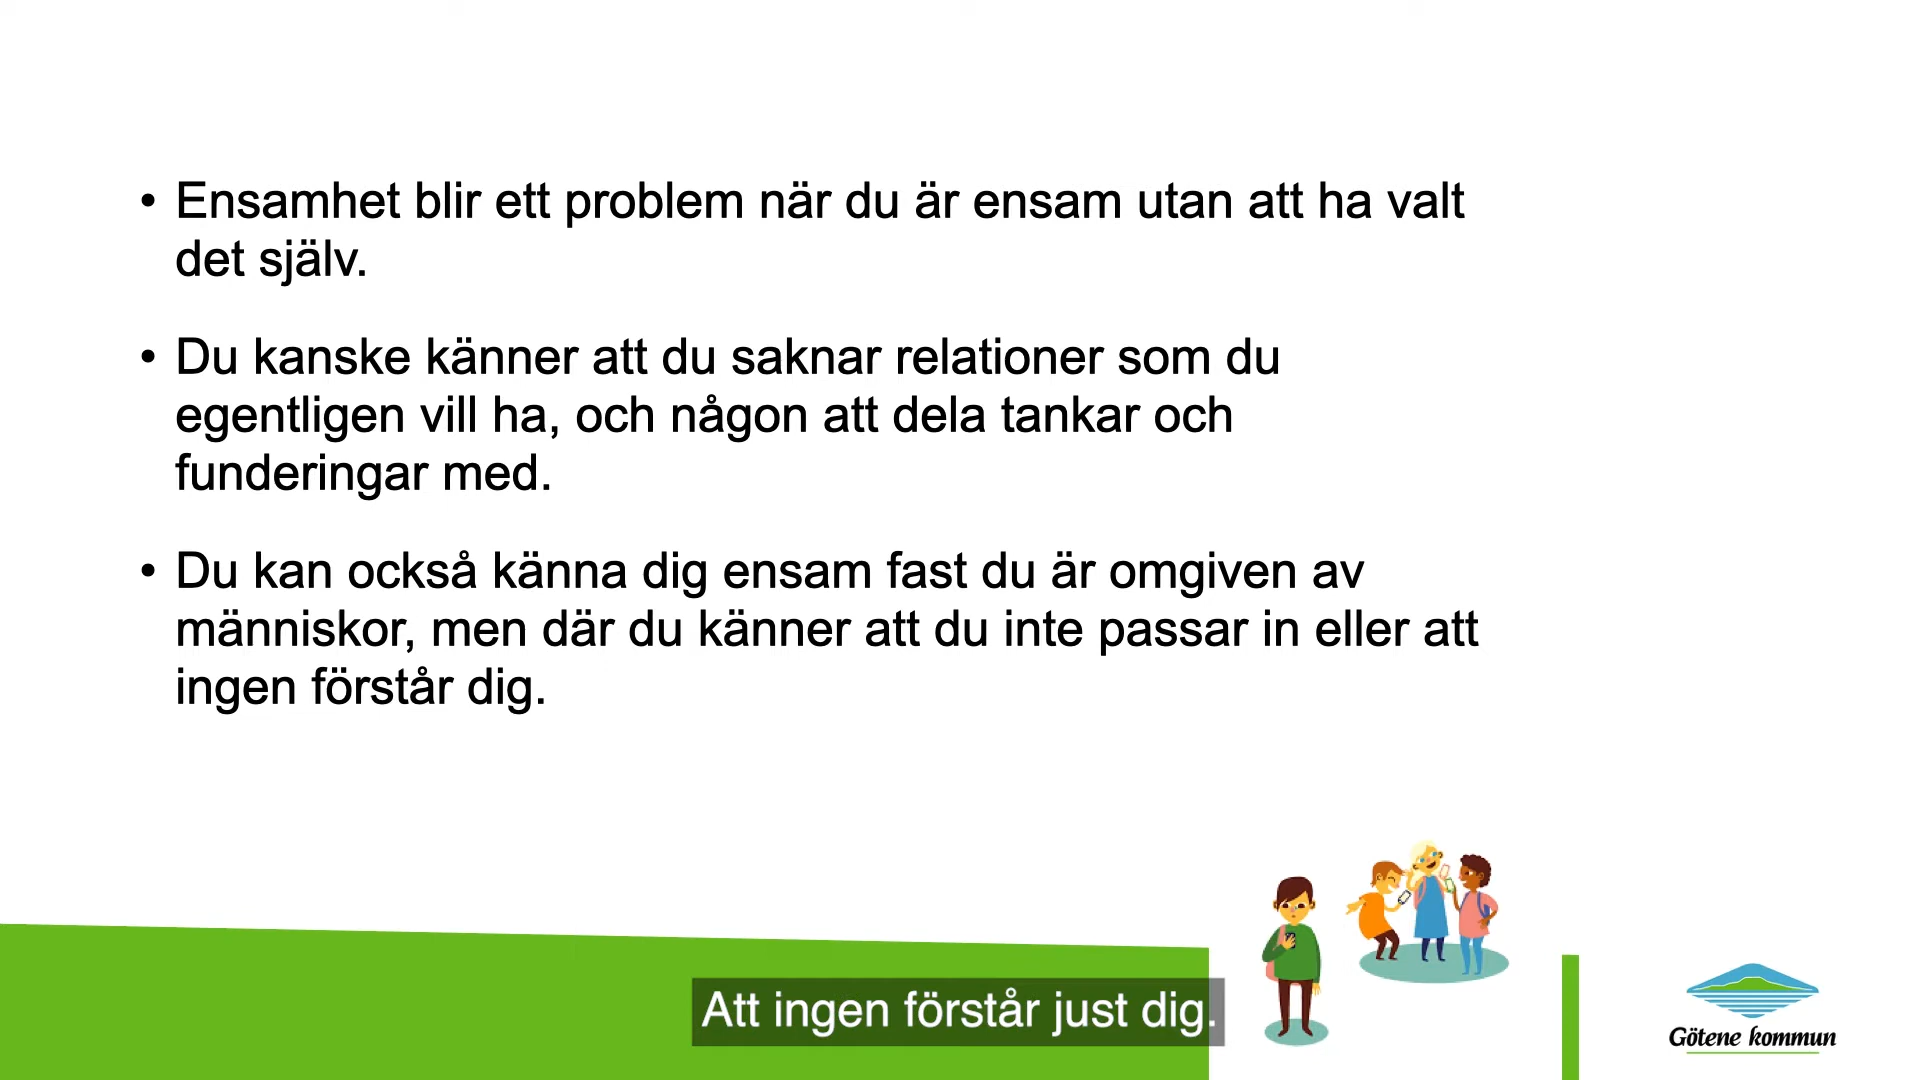 • Ensamhet blir ett problem när du är ensam utan att ha valt
det själv.
• Du kanske känner att du saknar relationer som du
egentligen vill ha, och någon att dela tankar och
funderingar med.
• Du kan också känna dig ensam fast du är omgiven av
människor, men där du känner att du inte passar in eller att
ingen förstår dig.
Att ingen förstår just dig.
Götene kommun